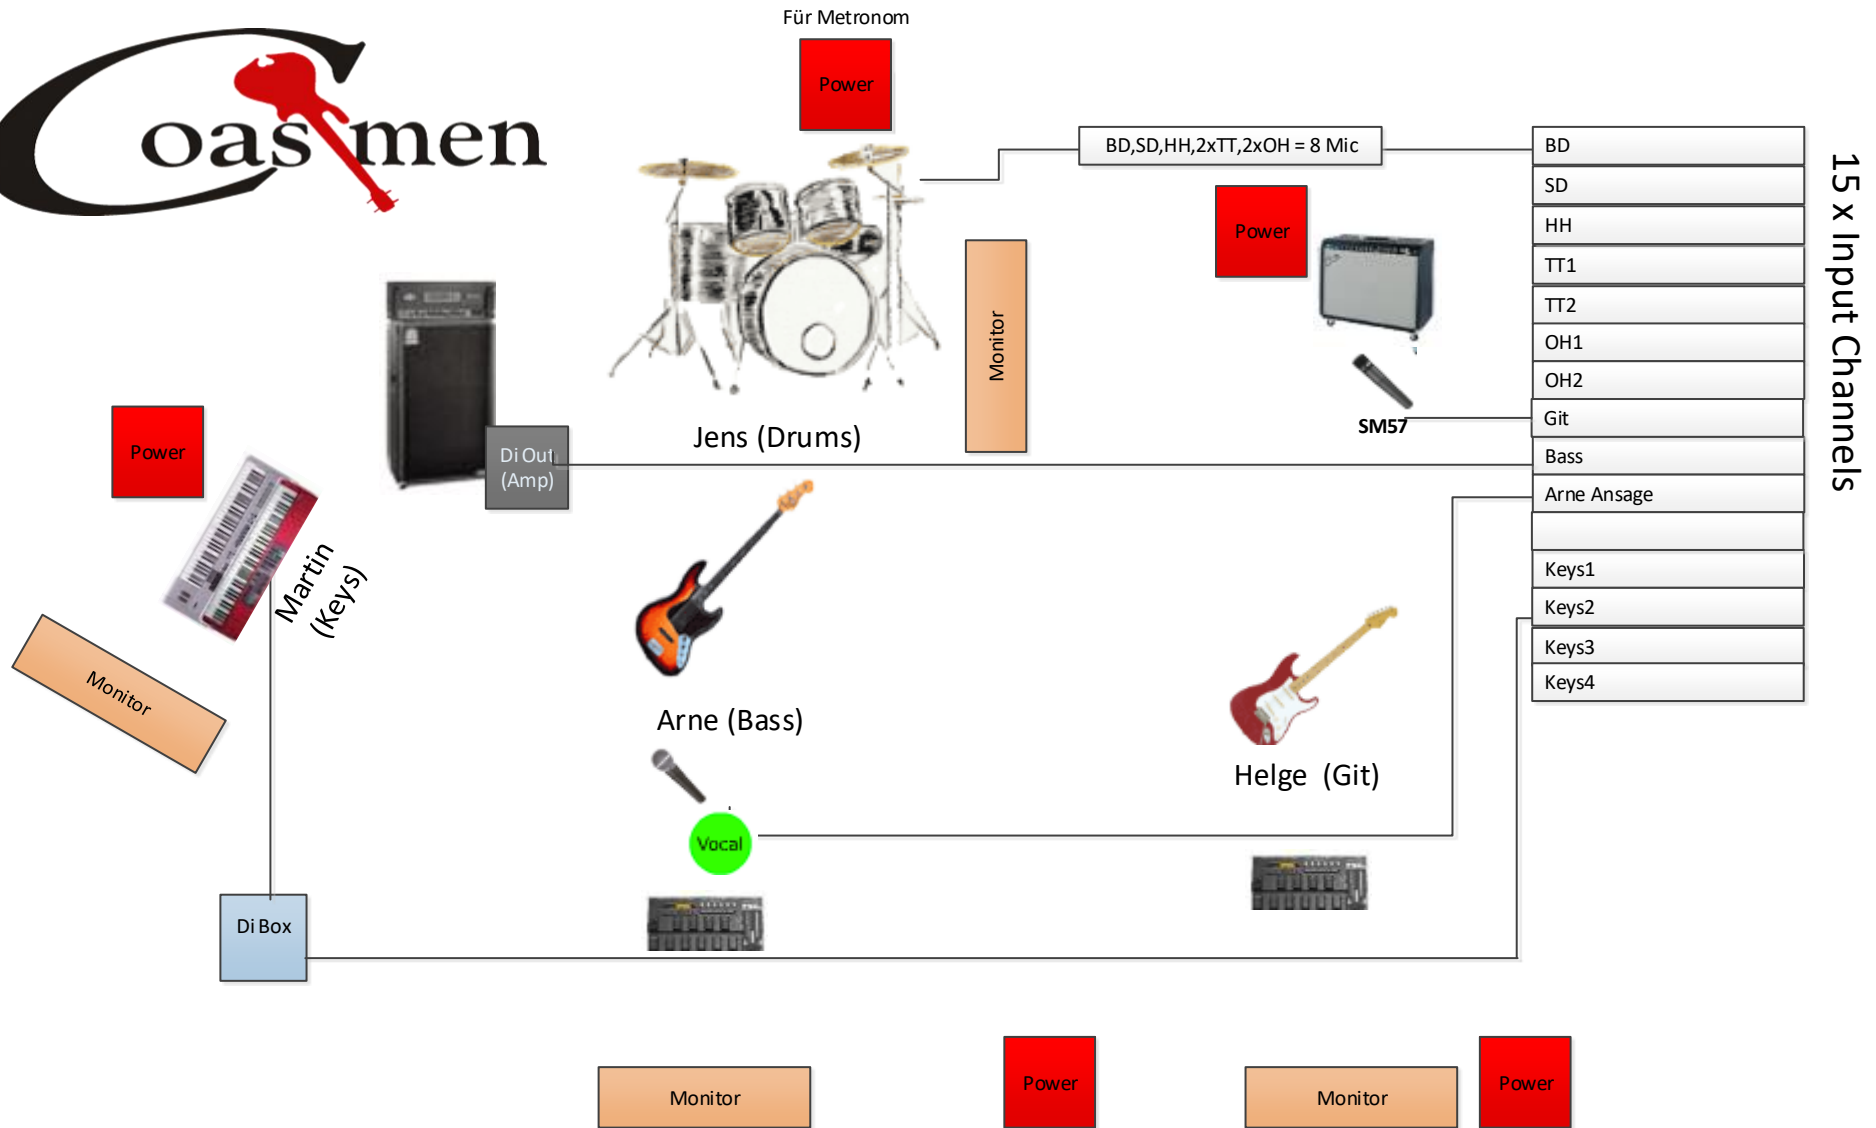 Für Metronom
Power
Coastmen
BD,SD,HH,2xTT,2xOH = 8 Mic
BD
SD
HH
TT1
TT2
OH1
OH2
Git
Bass
Arne Ansage
Keys1
Keys2
Keys3
Keys4
15 x Input Channels
Power
Monitor
SM57
Jens (Drums)
Di Out
(Amp)
Power
Martin
(Keys)
Monitor
Arne (Bass)
Helge  (Git)
Vocal
Di Box
Monitor
Power
Monitor
Power